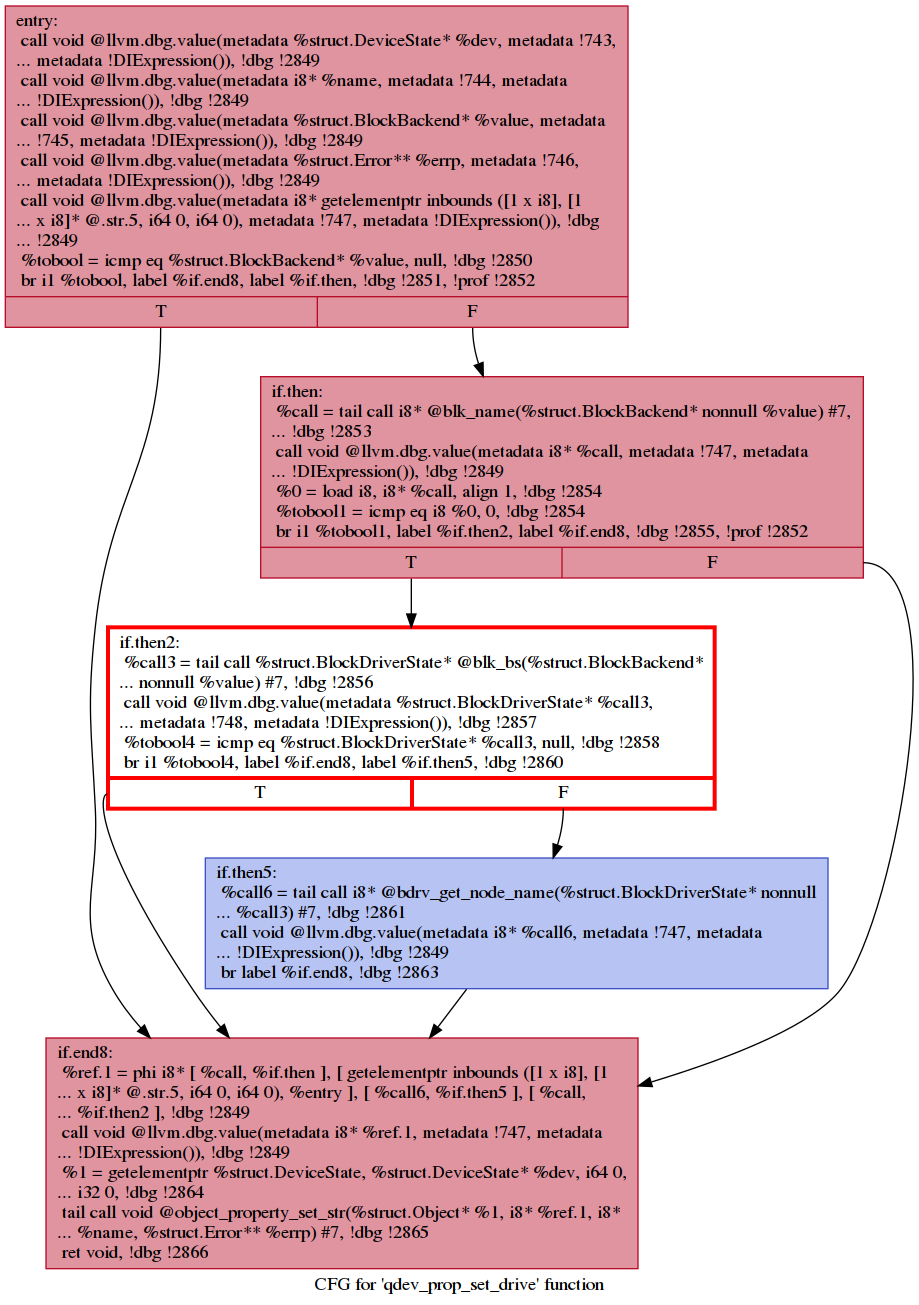 entry:
call void @llvm.dbg.value(metadata %struct.DeviceState* %dev, metadata !743,
... metadata !DIExpression()), !dbg !2849
call void @llvm.dbg.value(metadata i8* %name, metadata !744, metadata
... !DIExpression()), !dbg !2849
call void @llvm.dbg.value(metadata %struct.BlockBackend* %value, metadata
... !745, metadata !DIExpression()), !dbg !2849
call void @llvm.dbg.value(metadata %struct.Error** %errp, metadata !746,
... metadata !DIExpression()), !dbg !2849
call void @llvm.dbg.value(metadata i8* getelementptr inbounds ([1 x i8], [1
... x i8]* @.str.5, i64 0, i64 0), metadata !747, metadata !DIExpression()), !dbg
... !2849
%tobool = icmp eq %struct.BlockBackend* %value, null, !dbg !2850
br i1 %tobool, label %if.end8, label %if.then, !dbg !2851, !prof !2852
T F
if.then:
%call = tail call i8* @blk_name(%struct.BlockBackend* nonnull %value) #7,
... !dbg !2853
call void @llvm.dbg.value(metadata i8* %call, metadata !747, metadata
... !DIExpression()), !dbg !2849
%0 = load i8, i8* %call, align 1, !dbg !2854
%tobool1 = icmp eq i8 %0, 0, !dbg !2854
br i1 %tobool1, label %if.then2, label %if.end8, !dbg !2855, !prof !2852
T F
if.then2:
%call3 = tail call %struct.BlockDriverState* @blk_bs(%struct.BlockBackend*
... nonnull %value) #7, !dbg !2856
call void @llvm.dbg.value(metadata %struct.BlockDriverState* %call3,
... metadata !748, metadata !DIExpression()), !dbg !2857
%tobool4 = icmp eq %struct.BlockDriverState* %call3, null, !dbg !2858
br i1 %tobool4, label %if.end8, label %if.then5, !dbg !2860
T F
if.then5:
%call6 = tail call i8* @bdrv_get_node_name(%struct.BlockDriverState* nonnull
... %call3) #7, !dbg !2861
call void @llvm.dbg.value(metadata i8* %call6, metadata !747, metadata
... !DIExpression()), !dbg !2849
br label %if.end8, !dbg !2863
if.end8:
%ref.1 = phi i8* [ %call, %if.then ], [ getelementptr inbounds ([1 x i8], [1
... x i8]* @.str.5, i64 0, i64 0), %entry ], [ %call6, %if.then5 ], [ %call,
... %if.then2 ], !dbg !2849
call void @llvm.dbg.value(metadata i8* %ref.1, metadata !747, metadata
... !DIExpression()), !dbg !2849
%1 = getelementptr %struct.DeviceState, %struct.DeviceState* %dev, i64 0,
... i32 0, !dbg !2864
tail call void @object_property_set_str(%struct.Object* %1, i8* %ref.1, i8*
... %name, %struct.Error** %errp) #7, !dbg !2865
ret void, !dbg !2866
CFG for 'qdev_prop_set_drive' function